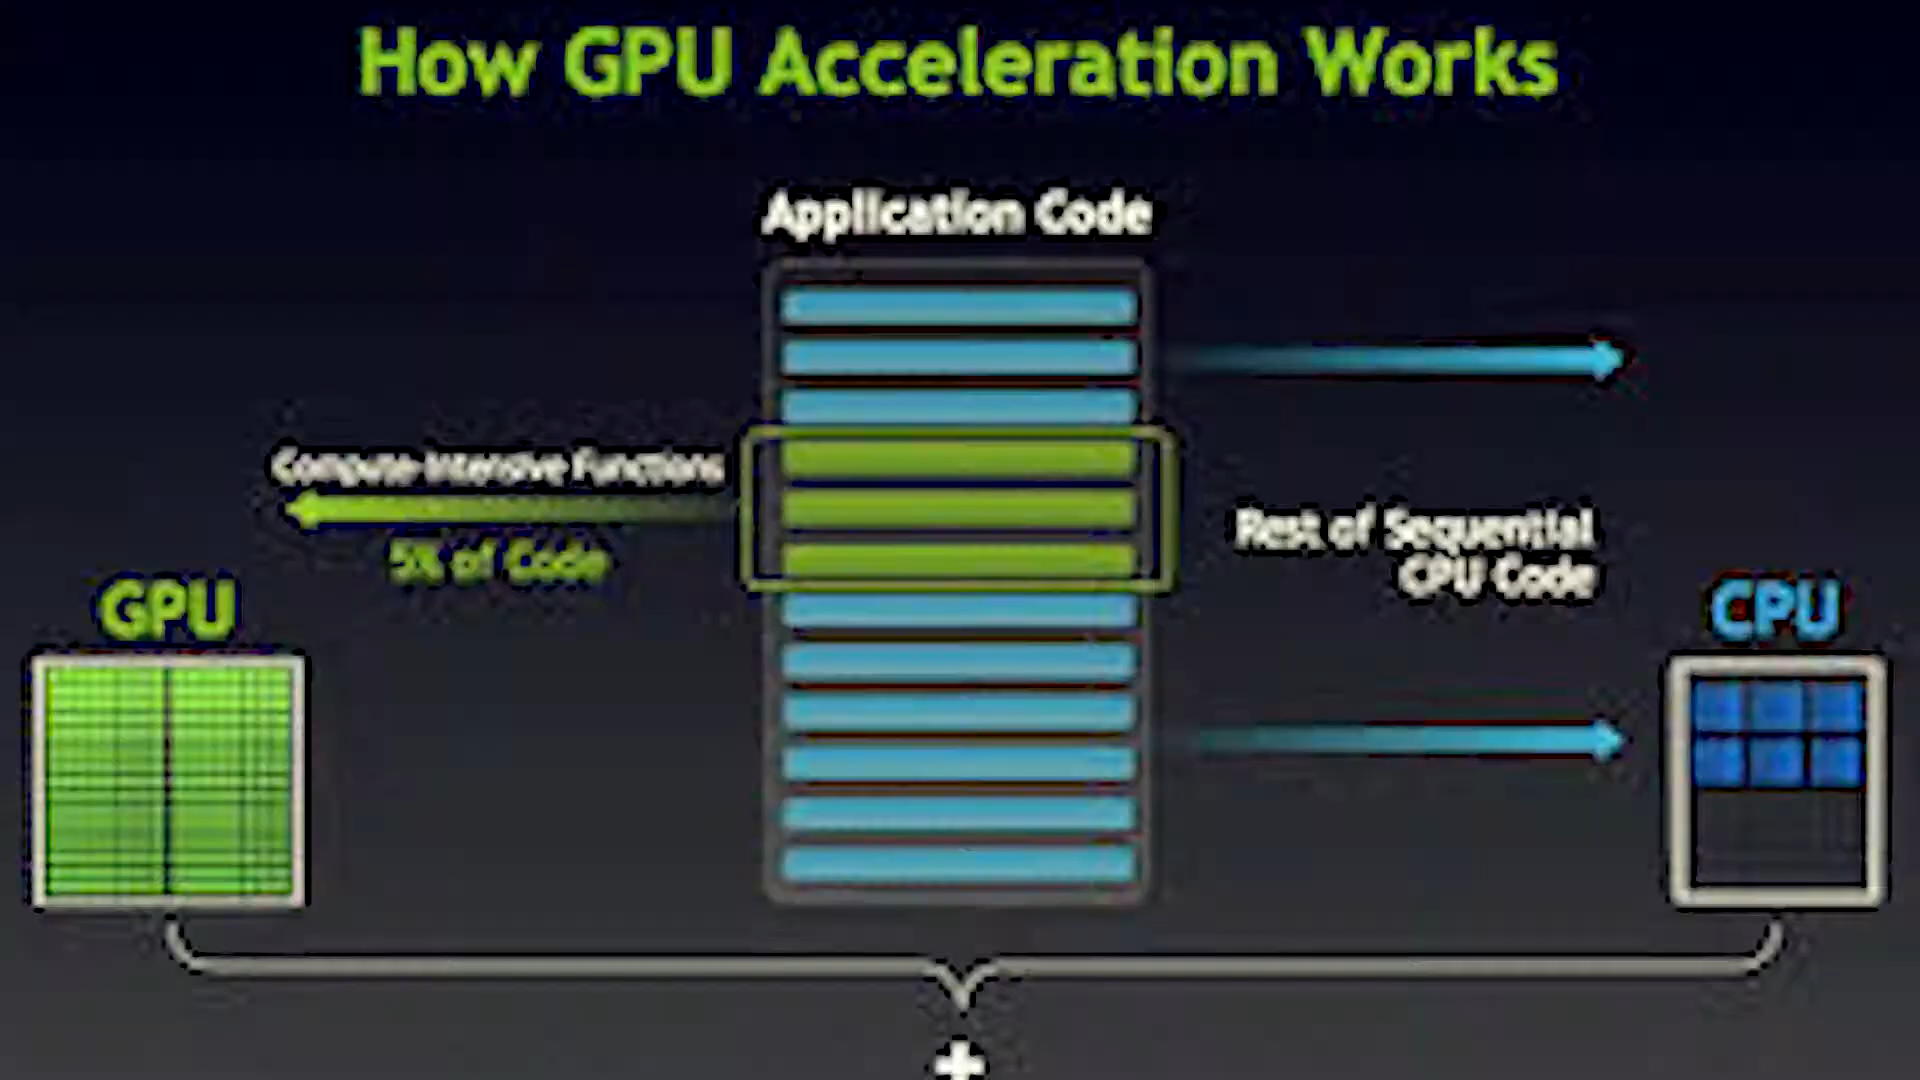 How GPU Acceleration Works
Application Code
Compute-Intensive Functions
5% of Code
Rest of Sequential
CPU Code
GPU
CPU
+